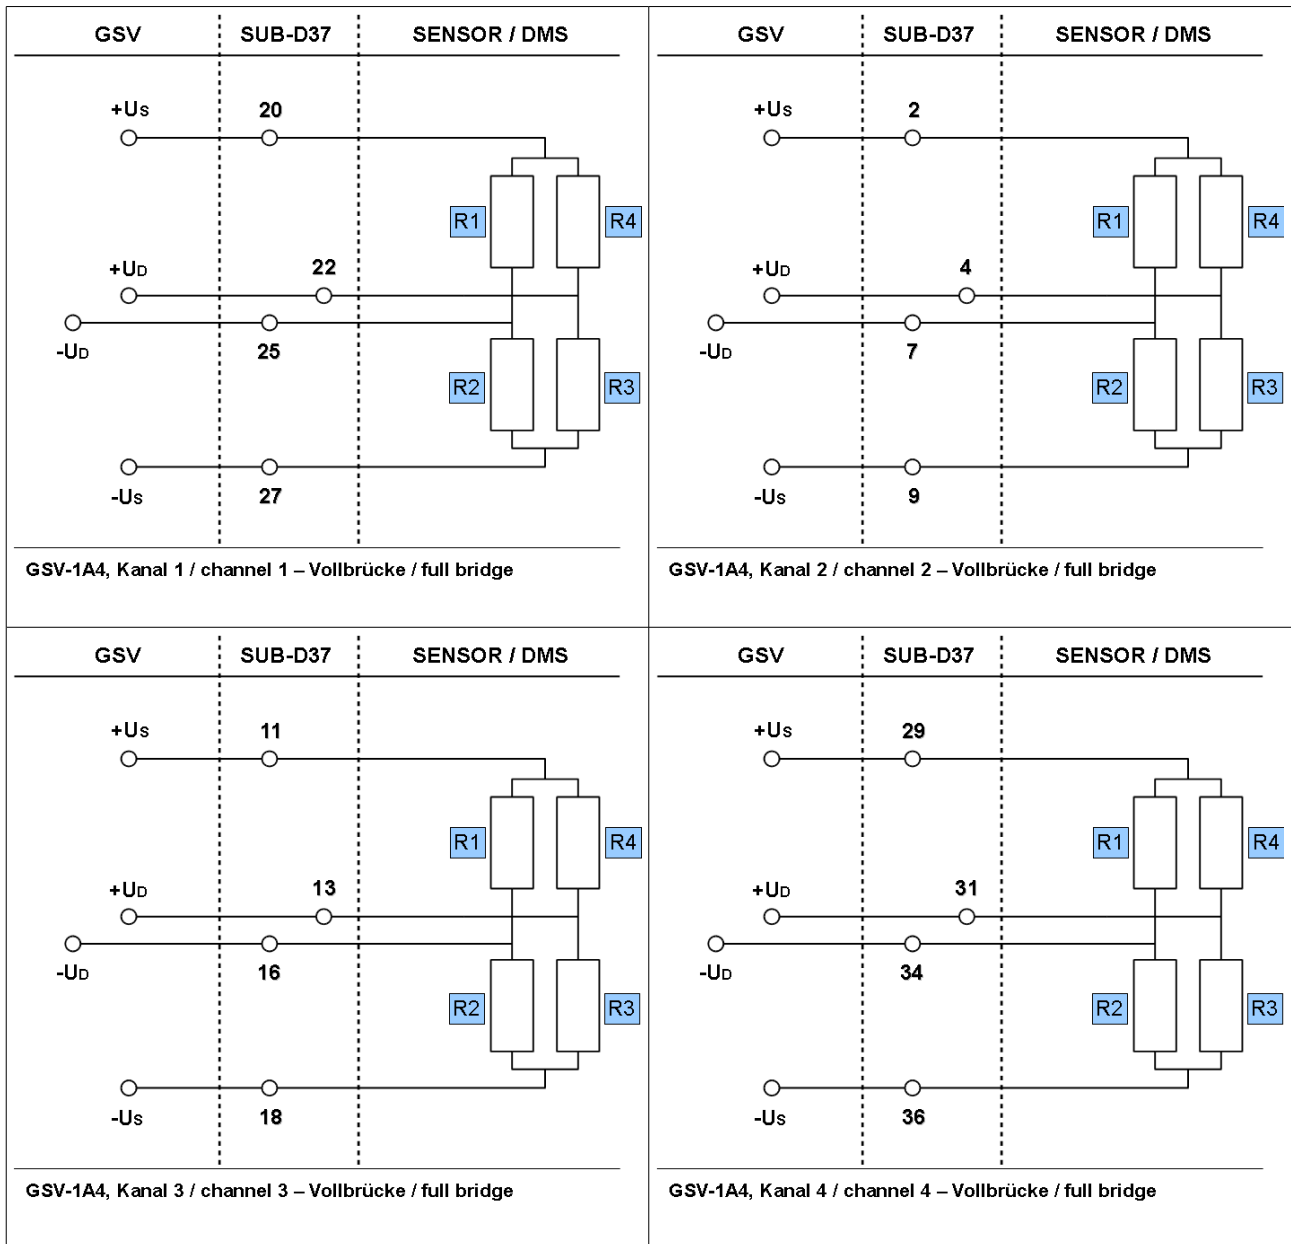 GSV SUB-D37 SENSOR / DMS
+Us 20
R1 R4
+UD 22
-UD 25
R2 R3
-Us 27
GSV-1A4, Kanal 1 / channel 1 – Vollbrücke / full bridge
GSV SUB-D37 SENSOR / DMS
+Us 2
R1 R4
+UD 4
-UD 7
R2 R3
-Us 9
GSV-1A4, Kanal 2 / channel 2 – Vollbrücke / full bridge
GSV SUB-D37 SENSOR / DMS
+Us 11
R1 R4
+UD 13
-UD 16
R2 R3
-Us 18
GSV-1A4, Kanal 3 / channel 3 – Vollbrücke / full bridge
GSV SUB-D37 SENSOR / DMS
+Us 29
R1 R4
+UD 31
-UD 34
R2 R3
-Us 36
GSV-1A4, Kanal 4 / channel 4 – Vollbrücke / full bridge